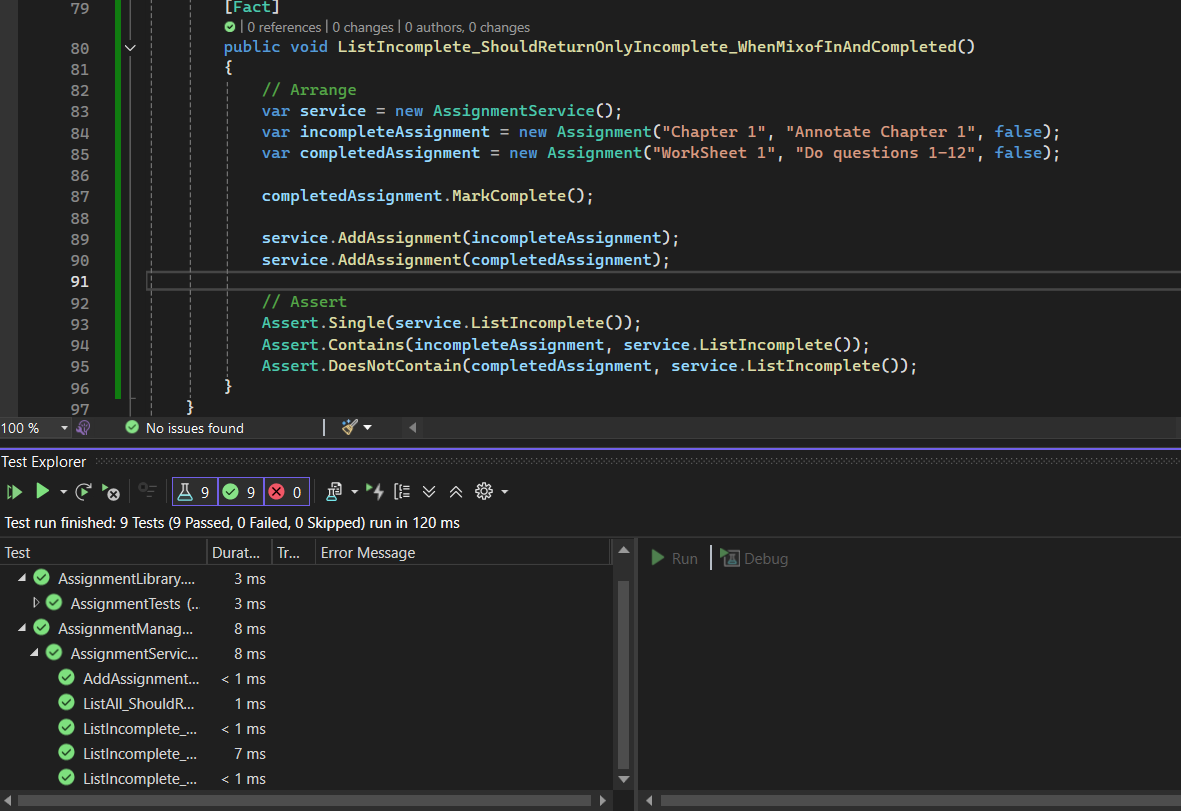 79 [Fact]
| 0 references | 0 changes | 0 authors, 0 changes
80 public void ListIncomplete_ShouldReturnOnlyIncomplete_WhenMixofInAndCompleted()
81 {
82 // Arrange
83 var service = new AssignmentService();
84 var incompleteAssignment = new Assignment("Chapter 1", "Annotate Chapter 1", false);
85 var completedAssignment = new Assignment("WorkSheet 1", "Do questions 1-12", false);
86
87 completedAssignment.MarkComplete();
88
89 service.AddAssignment(incompleteAssignment);
90 service.AddAssignment(completedAssignment);
91
92 // Assert
93 Assert.Single(service.ListIncomplete());
94 Assert.Contains(incompleteAssignment, service.ListIncomplete());
95 Assert.DoesNotContain(completedAssignment, service.ListIncomplete());
96 }
97 }
100 % No issues found
Test Explorer
9 9 0
Test run finished: 9 Tests (9 Passed, 0 Failed, 0 Skipped) run in 120 ms
Test Durat... Tr... Error Message
Run Debug
AssignmentLibrary.... 3 ms
AssignmentTests (.. 3 ms
AssignmentManag... 8 ms
AssignmentServic... 8 ms
AddAssignment... < 1 ms
ListAll_ShouldR... 1 ms
ListIncomplete_... < 1 ms
ListIncomplete_... 7 ms
ListIncomplete_... < 1 ms